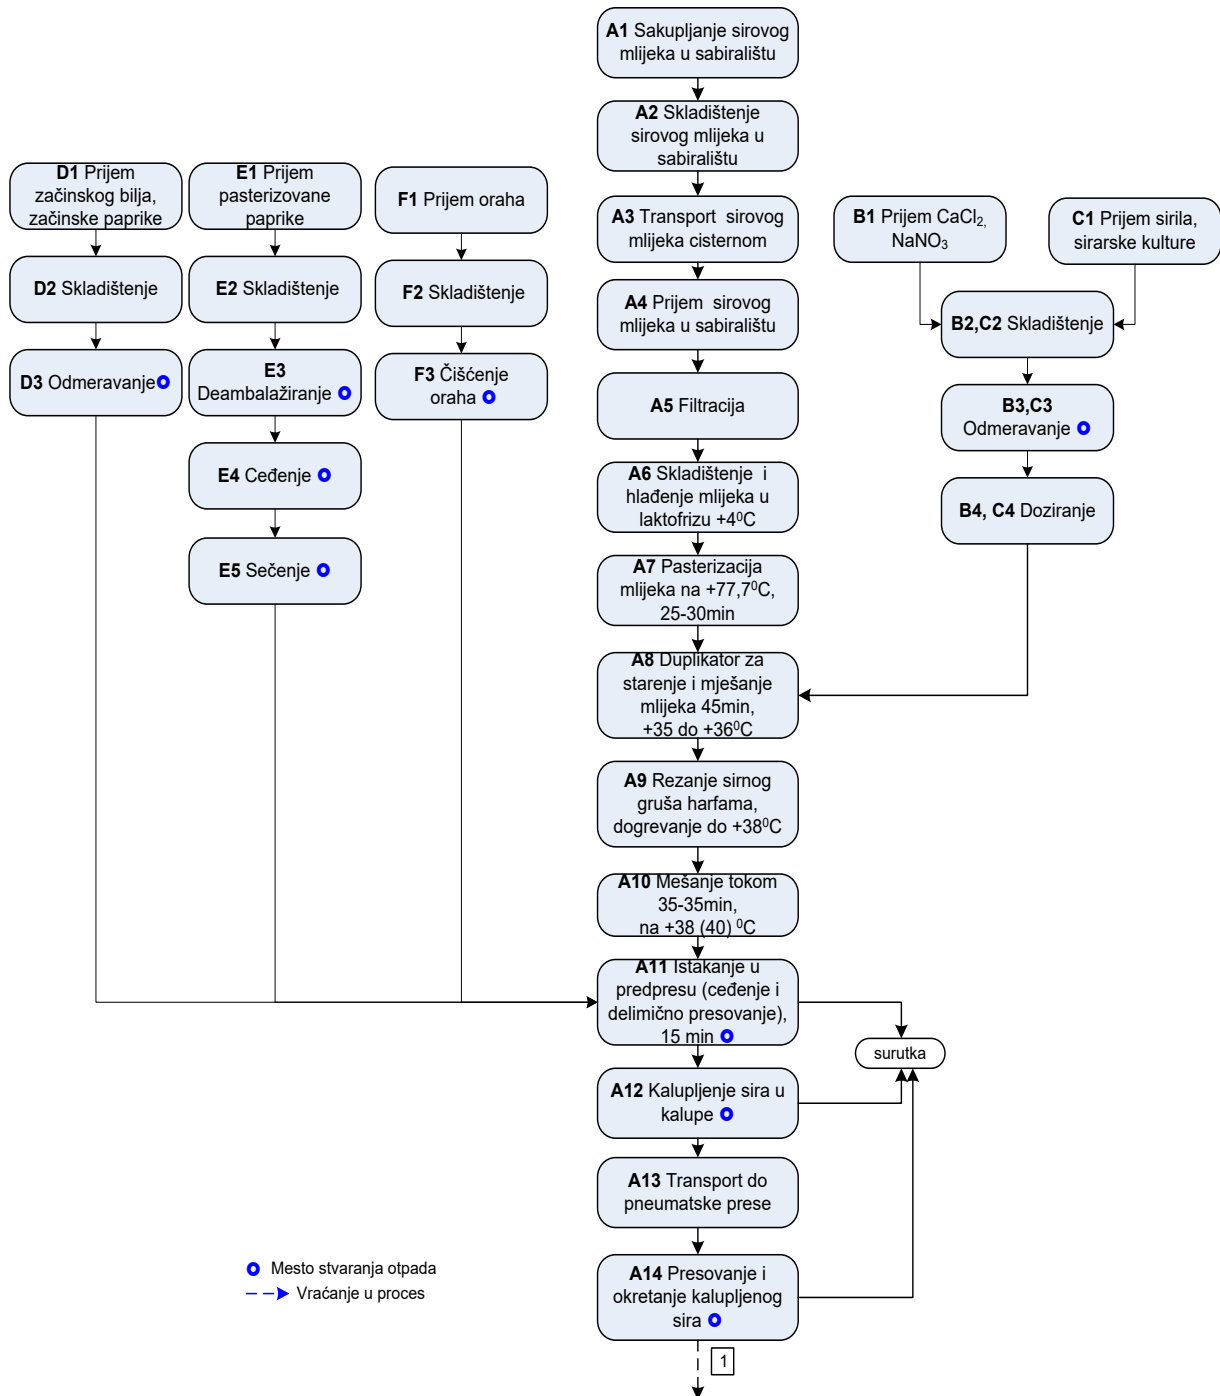 A1 Sakupljanje sirovog
mlijeka u sabiralištu
A2 Skladištenje
sirovog mlijeka u
sabiralištu
D1 Prijem
začinskog bilja,
začinske paprike
E1 Prijem
pasterizovane
paprike
F1 Prijem oraha
A3 Transport sirovog
mlijeka cisternom
B1 Prijem CaCl2,
NaNO3
C1 Prijem sirila,
sirarske kulture
D2 Skladištenje
E2 Skladištenje
F2 Skladištenje
A4 Prijem sirovog
mlijeka u sabiralištu
B2,C2 Skladištenje
D3 Odmeravanje
E3
Deambalažiranje
F3 Čišćenje
oraha
A5 Filtracija
B3,C3
Odmeravanje
E4 Ceđenje
A6 Skladištenje i
hlađenje mlijeka u
laktofrizu +4⁰C
B4, C4 Doziranje
E5 Sečenje
A7 Pasterizacija
mlijeka na +77,7⁰C,
25-30min
A8 Duplikator za
starenje i mješanje
mlijeka 45min,
+35 do +36⁰C
A9 Rezanje sirnog
gruša harfama,
dogrevanje do +38⁰C
A10 Mešanje tokom
35-35min,
na +38 (40) ⁰C
A11 Istakanje u
predpresu (ceđenje i
delimično presovanje),
15 min
surutka
A12 Kalupljenje sira u
kalupe
A13 Transport do
pneumatske prese
A14 Presovanje i
okretanje kalupljenog
sira
Mesto stvaranja otpada
Vraćanje u proces
1